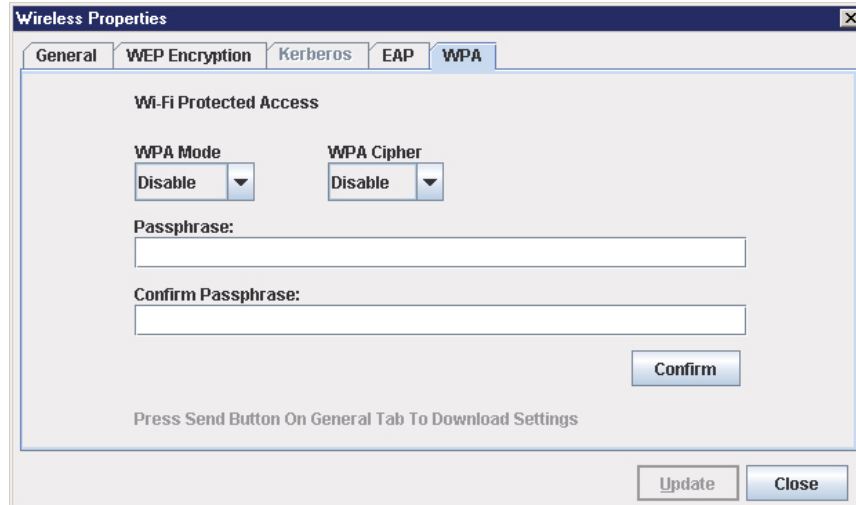 Wireless Properties
General WEP Encryption Kerberos EAP WPA
Wi-Fi Protected Access
WPA Mode WPA Cipher
Disable Disable
Passphrase:
Confirm Passphrase:
Confirm
Press Send Button On General Tab To Download Settings
Update Close